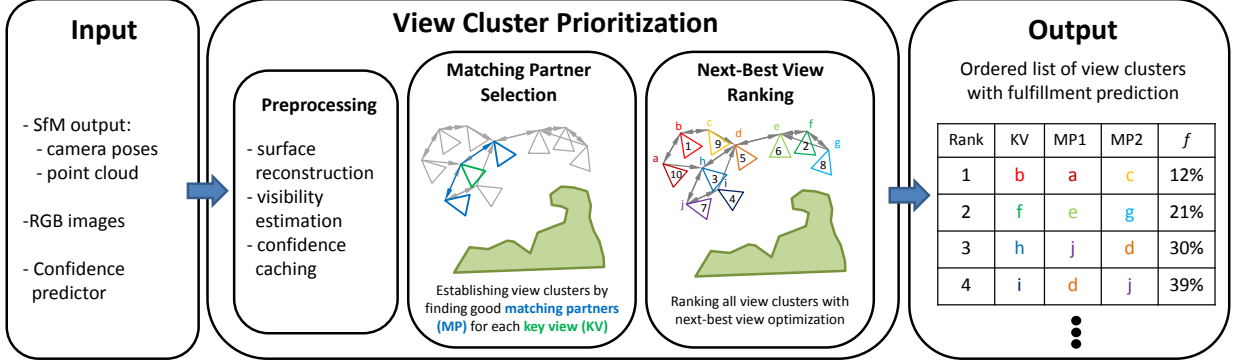 Input
- SfM output:
- camera poses
- point cloud
-RGB images
- Confidence
predictor
View Cluster Prioritization
Preprocessing
- surface
reconstruction
- visibility
estimation
- confidence
caching
Matching Partner
Selection
Establishing view clusters by
finding good matching partners
(MP) for each key view (KV)
Next-Best View
Ranking
a
b
c
d
e
f
g
h
i
j
1
9
5
6
2
8
10
3
4
7
Ranking all view clusters with
next-best view optimization
Output
Ordered list of view clusters
with fulfillment prediction
Rank KV MP1 MP2 f
1 b a c 12%
2 f e g 21%
3 h j d 30%
4 i d j 39%